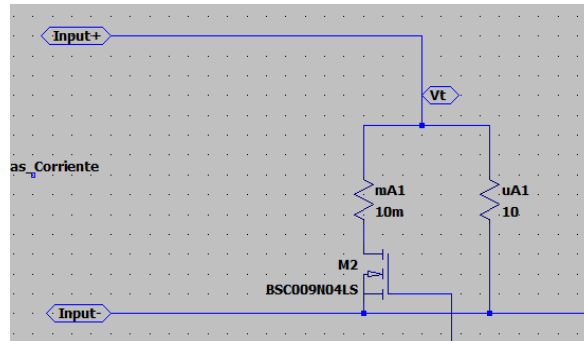 Input+
Vt
as_Corriente
mA1
10m
uA1
10
M2
BSC009N04LS
Input-